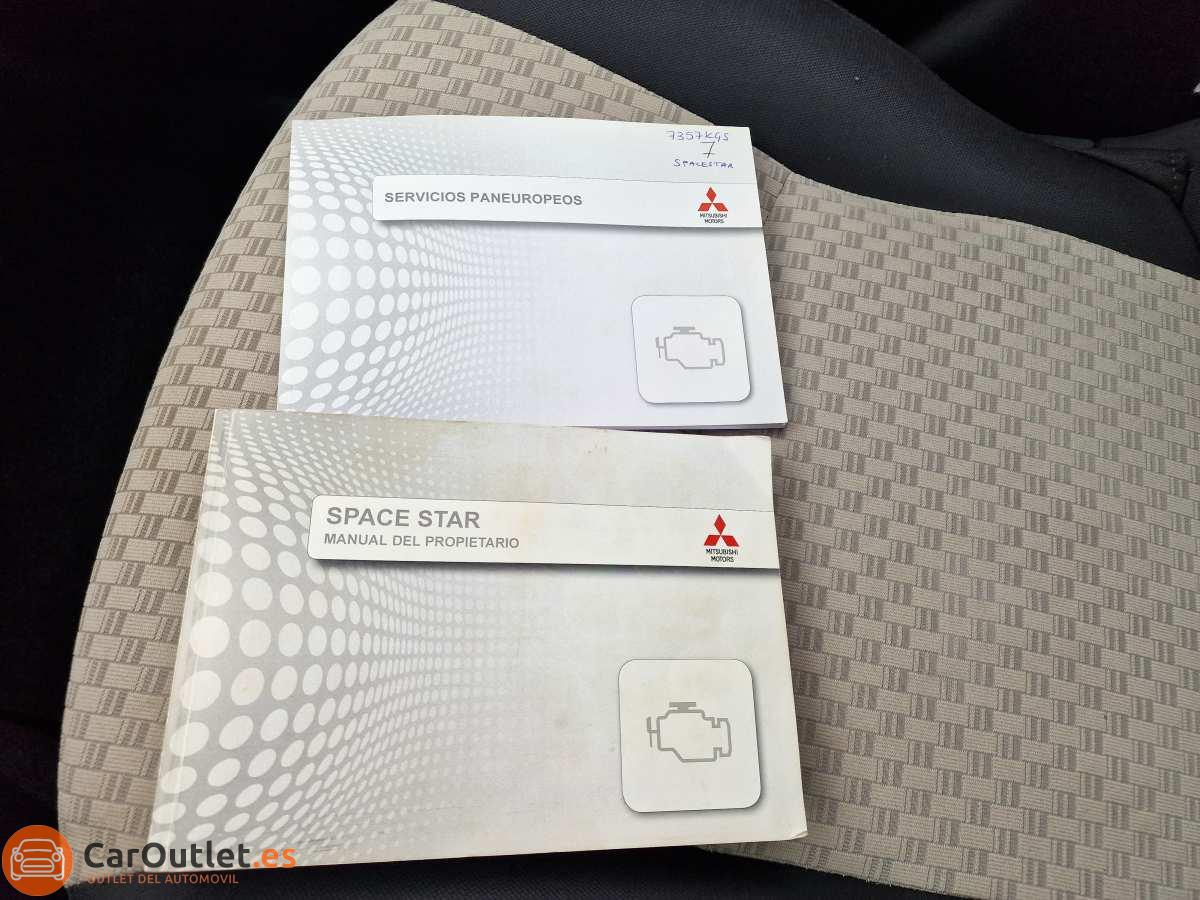 7357KGS
7
SPACESTAR
SERVICIOS PANEUROPEOS
MITSUBISHI
MOTORS
SPACE STAR
MANUAL DEL PROPIETARIO
MITSUBISHI
MOTORS
CarOutlet.es
OUTLET DEL AUTOMOVIL